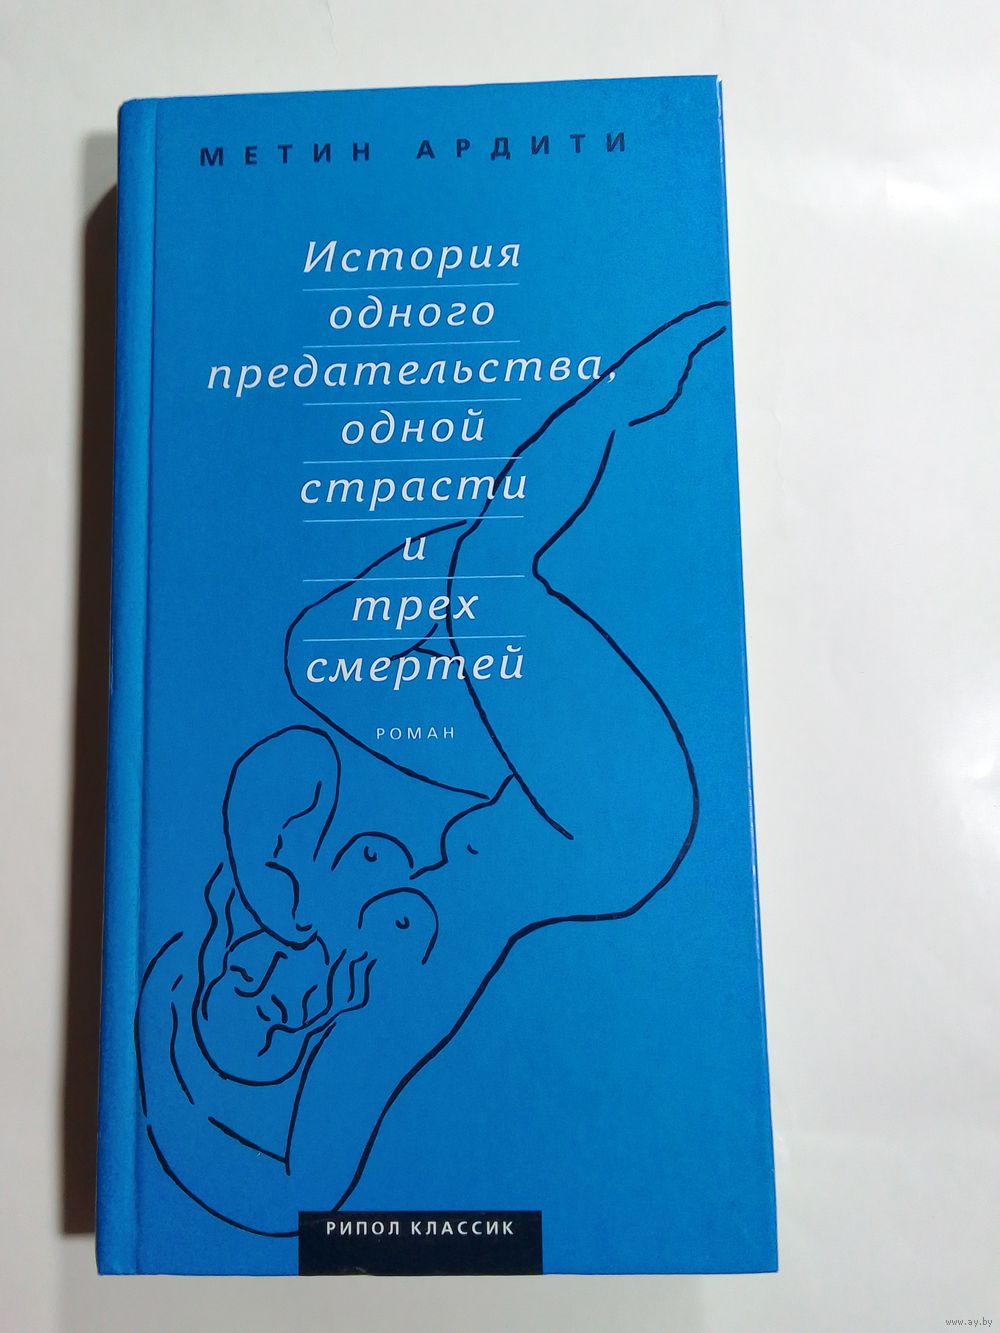 МЕТИН АРДИТИ
История
одного
предательства,
одной
страсти
и
трех
смертей
РОМАН
РИПОЛ КЛАССИК
www.ay.by